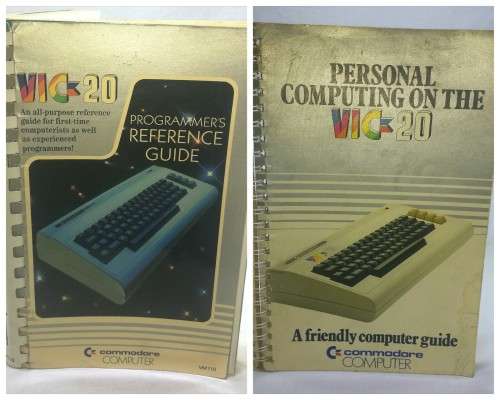 VIC-20
An all-purpose reference
guide for first-time
computerists as well
as experienced
programmers!
PROGRAMMER'S
REFERENCE
GUIDE
commodore
COMPUTER
VM110
PERSONAL
COMPUTING ON THE
VIC-20
A friendly computer guide
commodore
COMPUTER